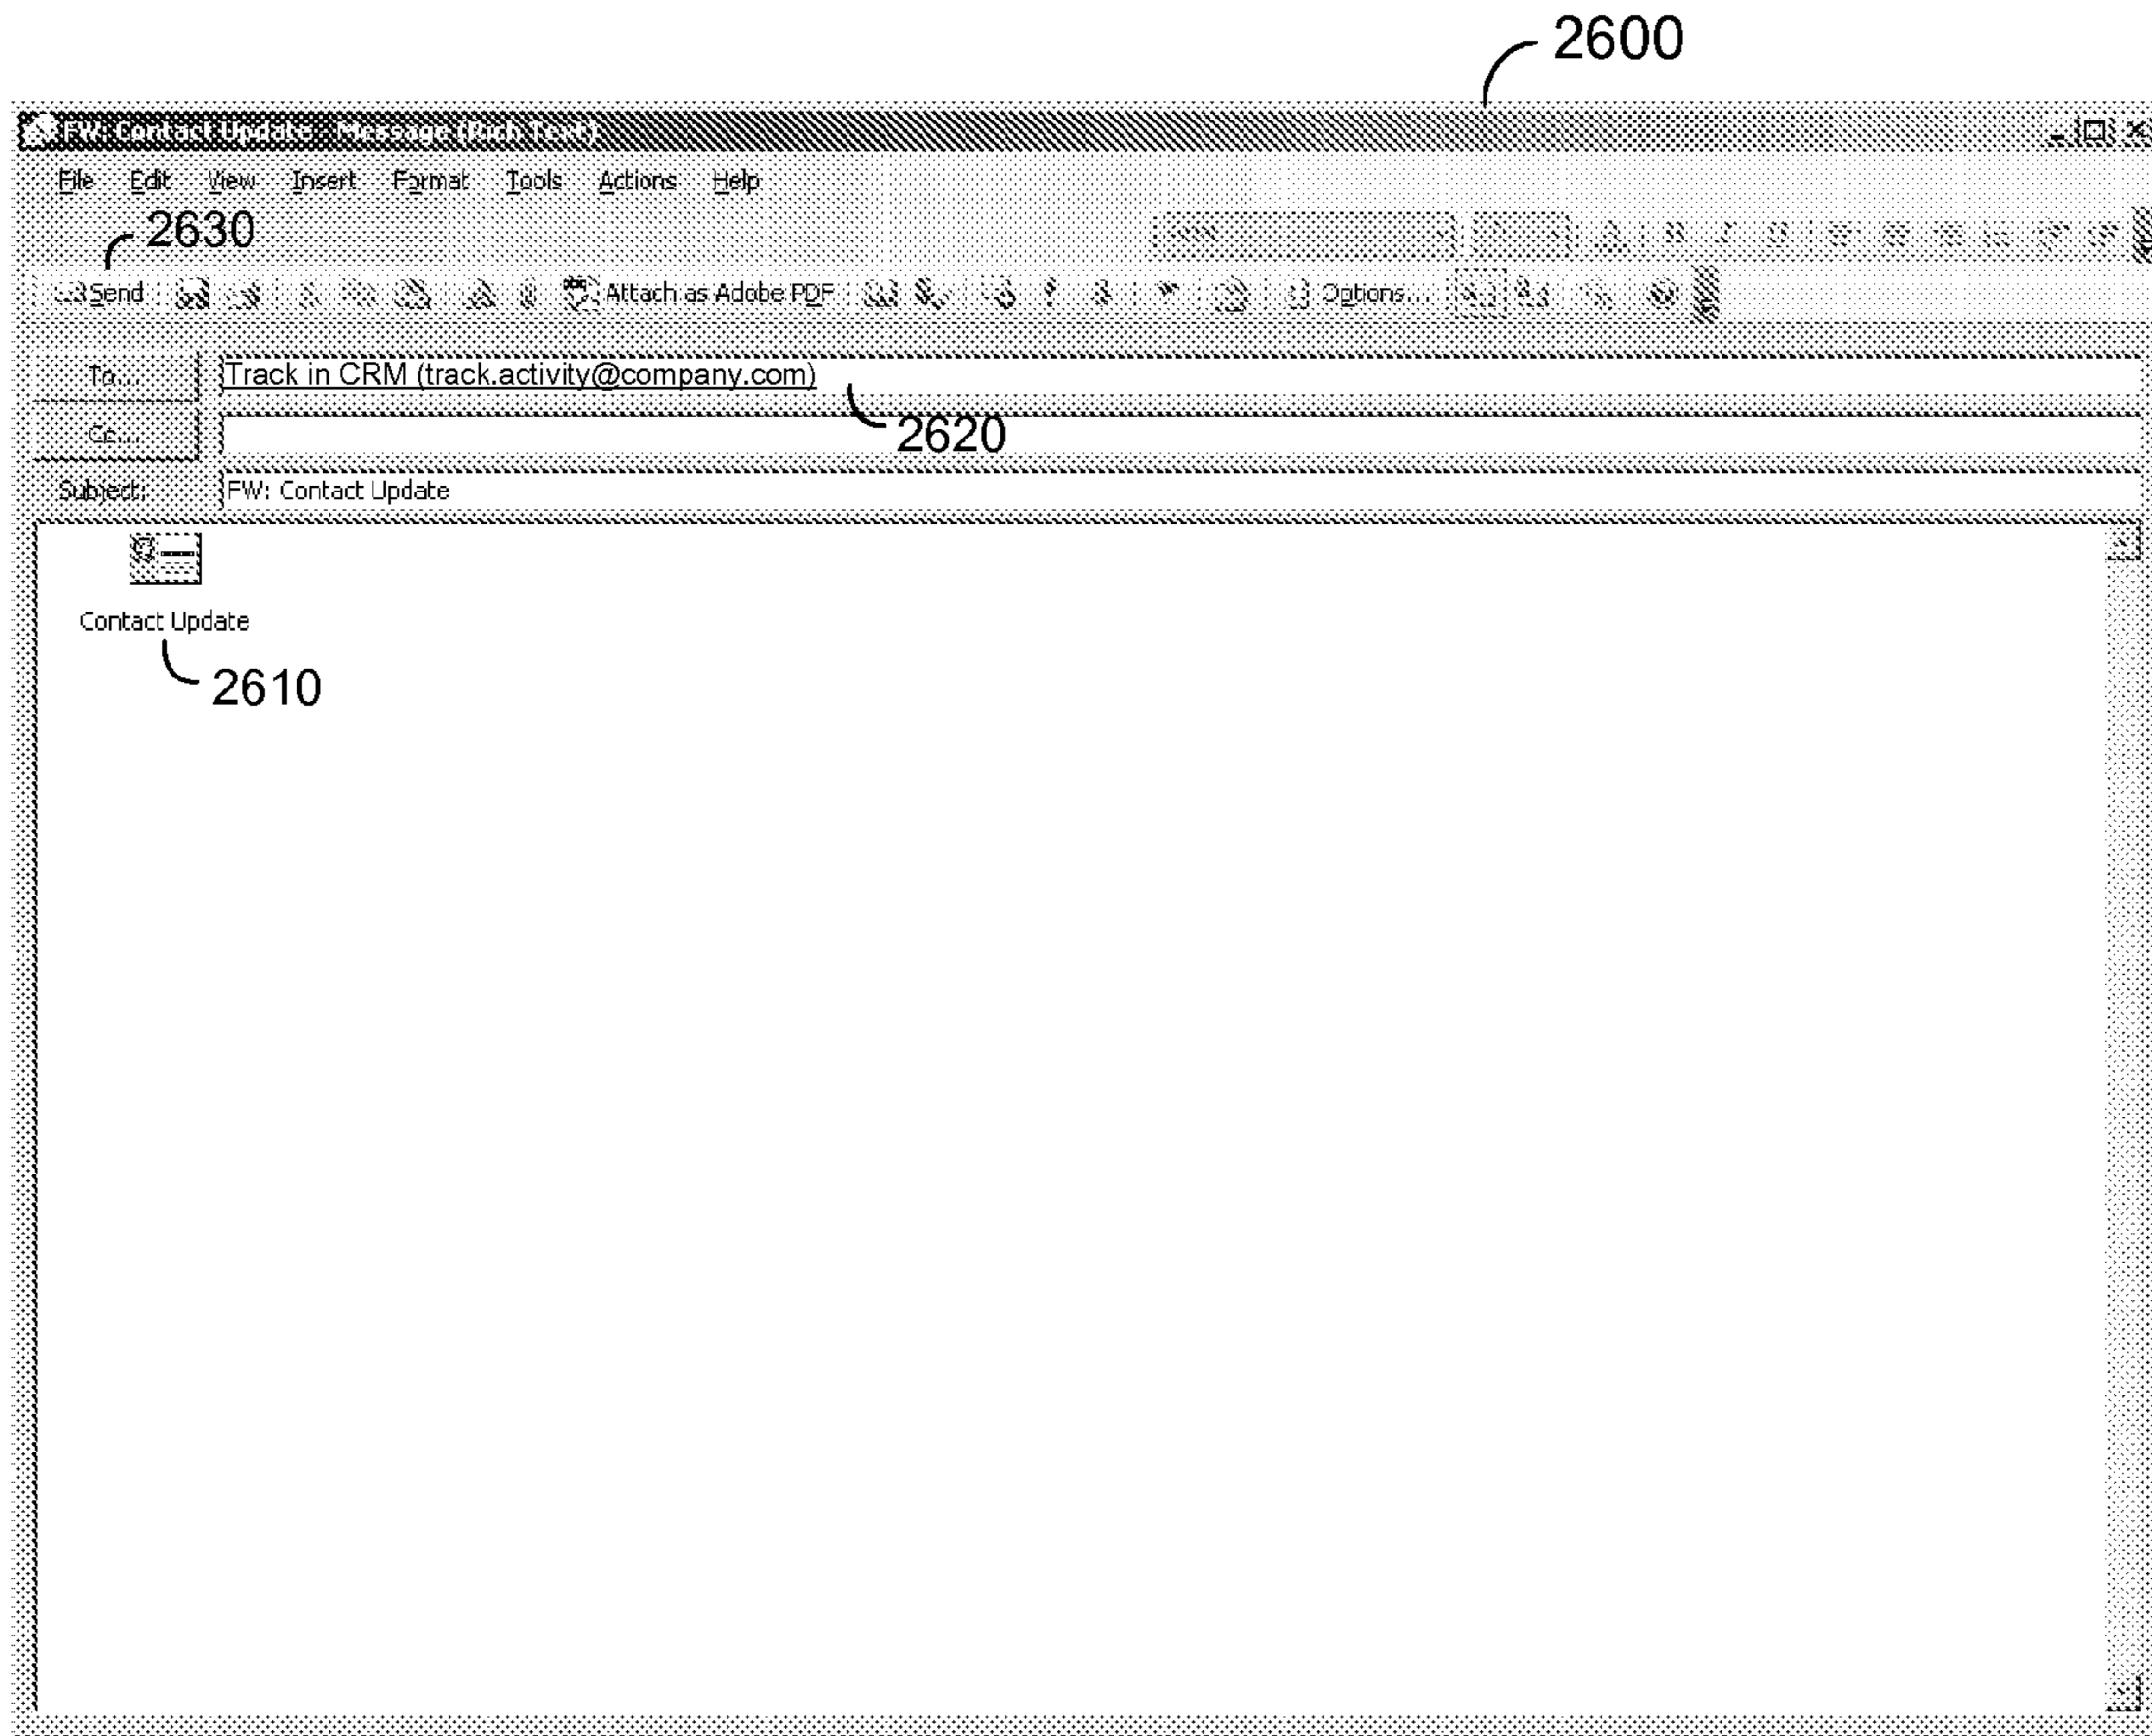 2600
FW: Contact Update - Message (Rich Text)
File Edit View Insert Format Tools Actions Help
2630
Send Attach as Adobe PDF Options...
To... Track in CRM (track.activity@company.com)
Cc...
2620
Subject: FW: Contact Update
Contact Update
2610